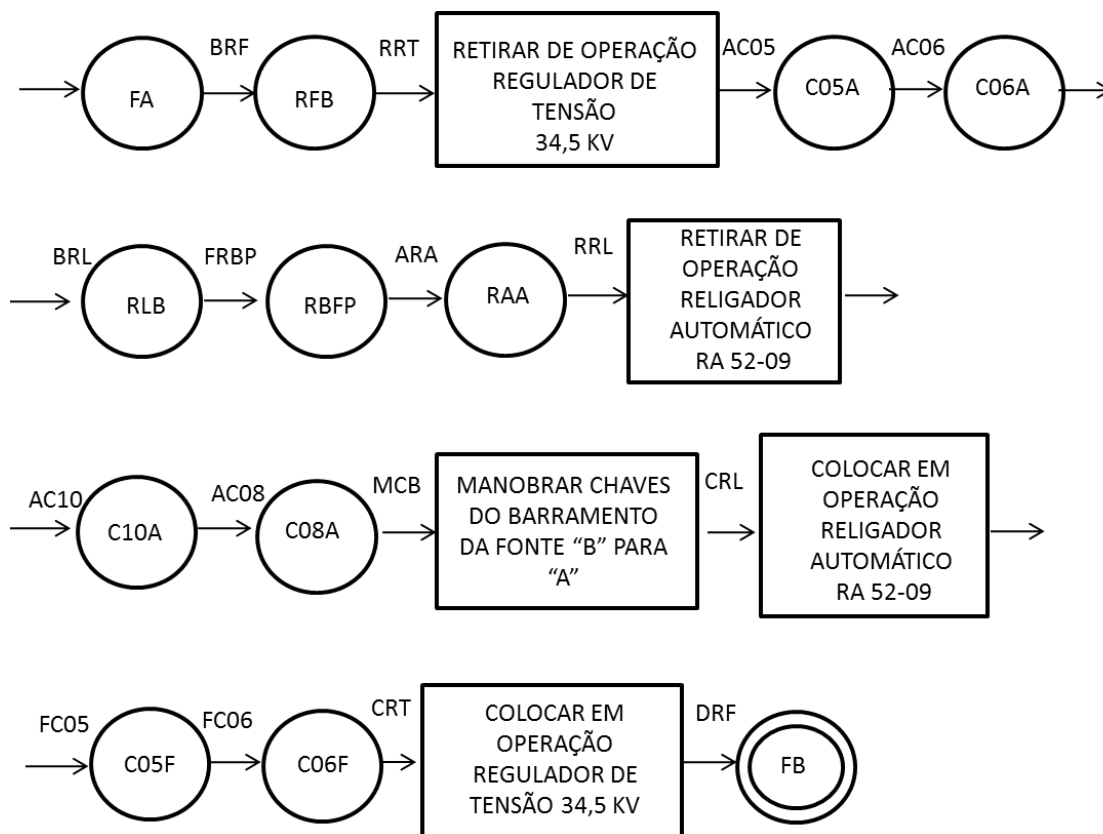 BRF
RRT
AC05
AC06
FA
RFB
RETIRAR DE OPERAÇÃO
REGULADOR DE
TENSÃO
34,5 KV
C05A
C06A
BRL
FRBP
ARA
RRL
RLB
RBFP
RAA
RETIRAR DE
OPERAÇÃO
RELIGADOR
AUTOMÁTICO
RA 52-09
AC10
AC08
MCB
CRL
C10A
C08A
MANOBRAR CHAVES
DO BARRAMENTO
DA FONTE “B” PARA
“A”
COLOCAR EM
OPERAÇÃO
RELIGADOR
AUTOMÁTICO
RA 52-09
FC05
FC06
CRT
DRF
C05F
C06F
COLOCAR EM
OPERAÇÃO
REGULADOR DE
TENSÃO 34,5 KV
FB